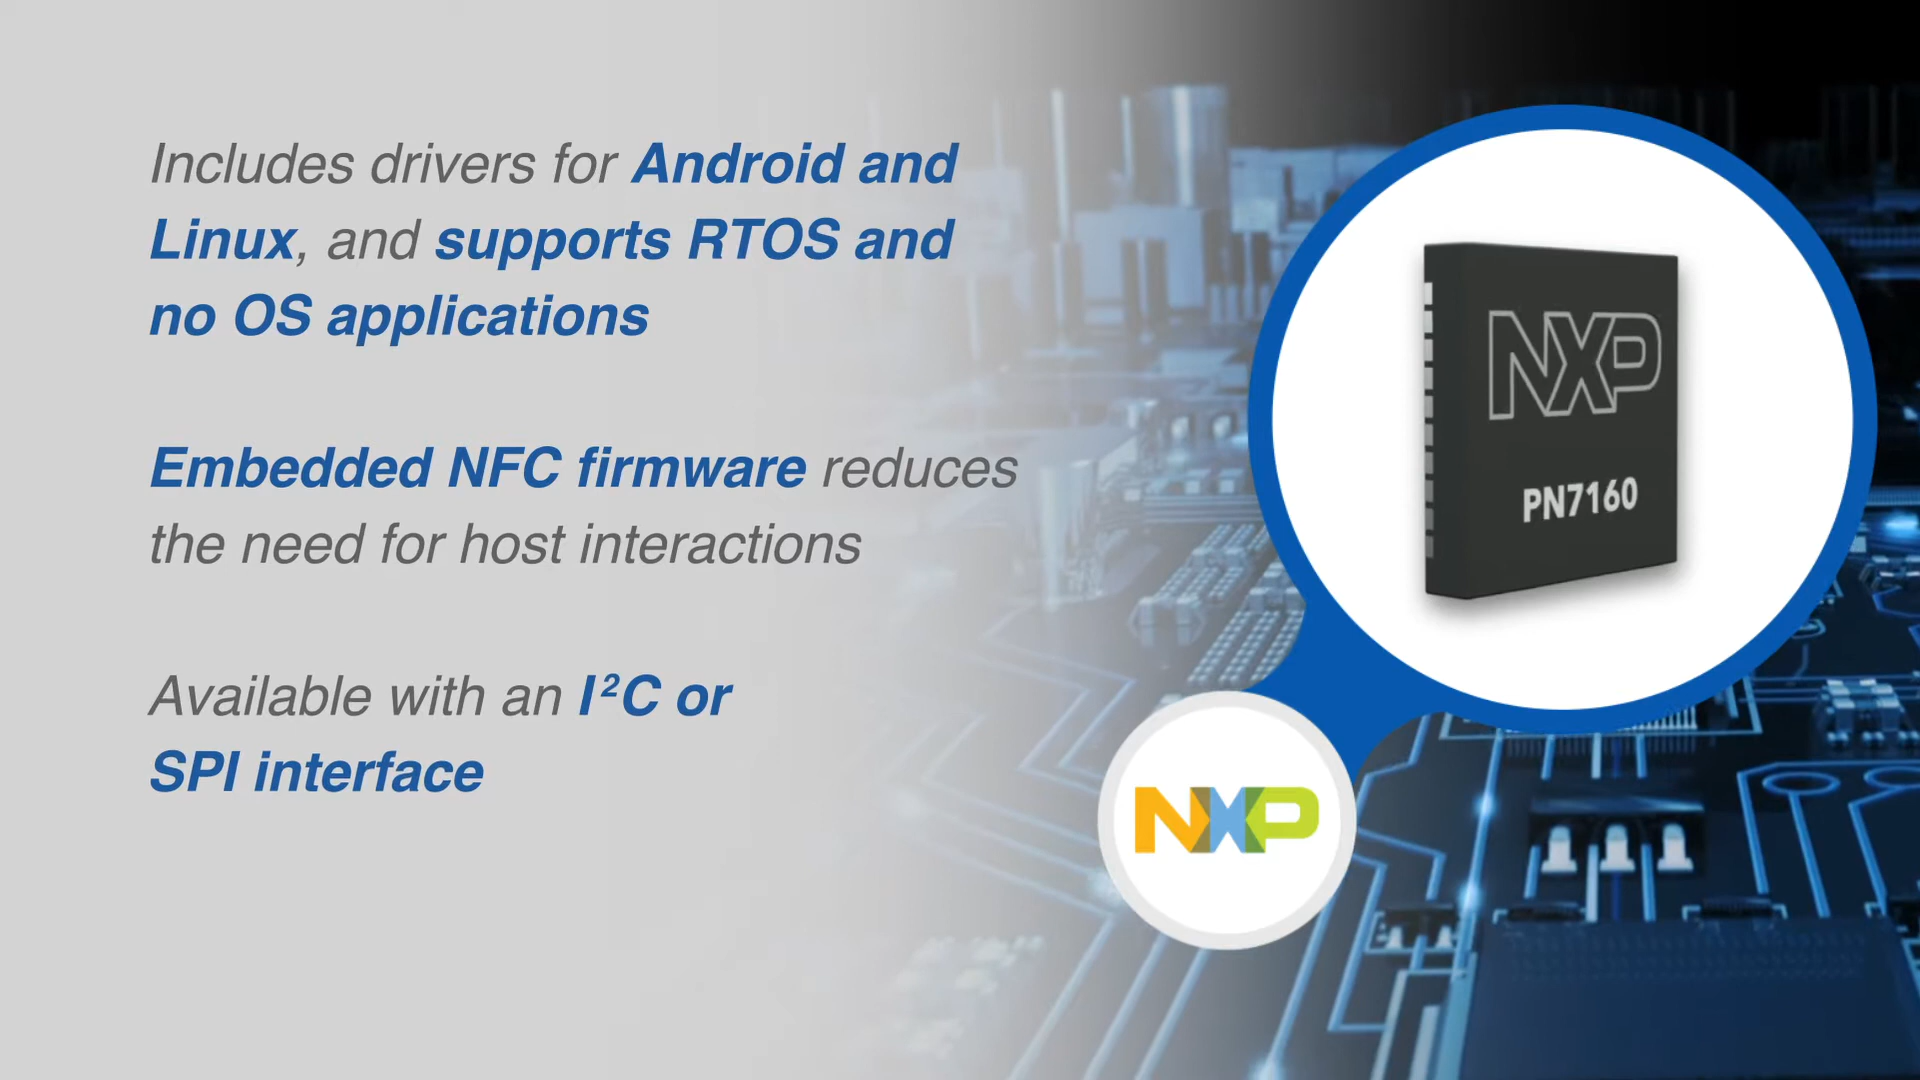 Includes drivers for Android and
Linux, and supports RTOS and
no OS applications
Embedded NFC firmware reduces
the need for host interactions
Available with an I²C or
SPI interface
NXP
PN7160
NXP